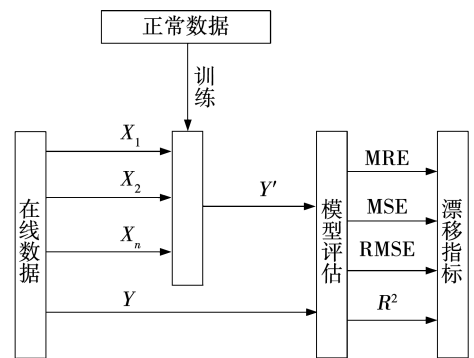 正常数据
训练
X₁
X₂
Xₙ
Y
在线数据
Y′
模型评估
MRE
MSE
RMSE
R²
漂移指标